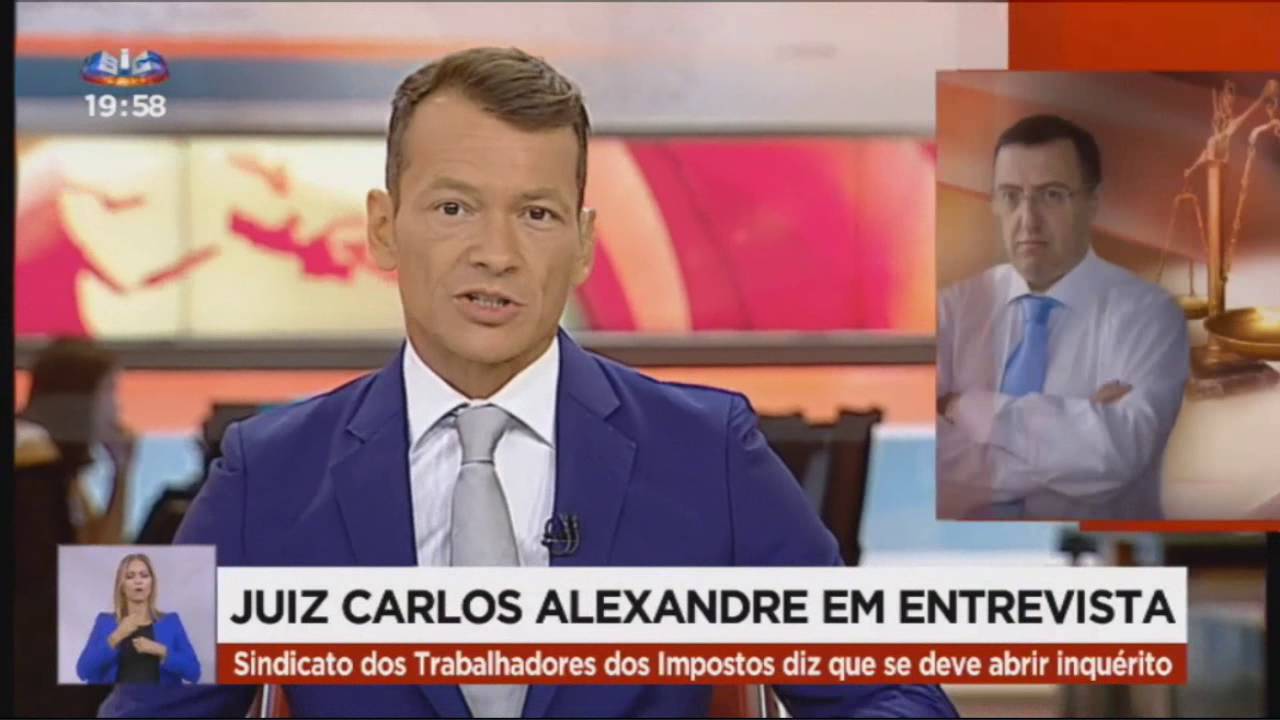 SIC
19:58
JUIZ CARLOS ALEXANDRE EM ENTREVISTA
Sindicato dos Trabalhadores dos Impostos diz que se deve abrir inquérito